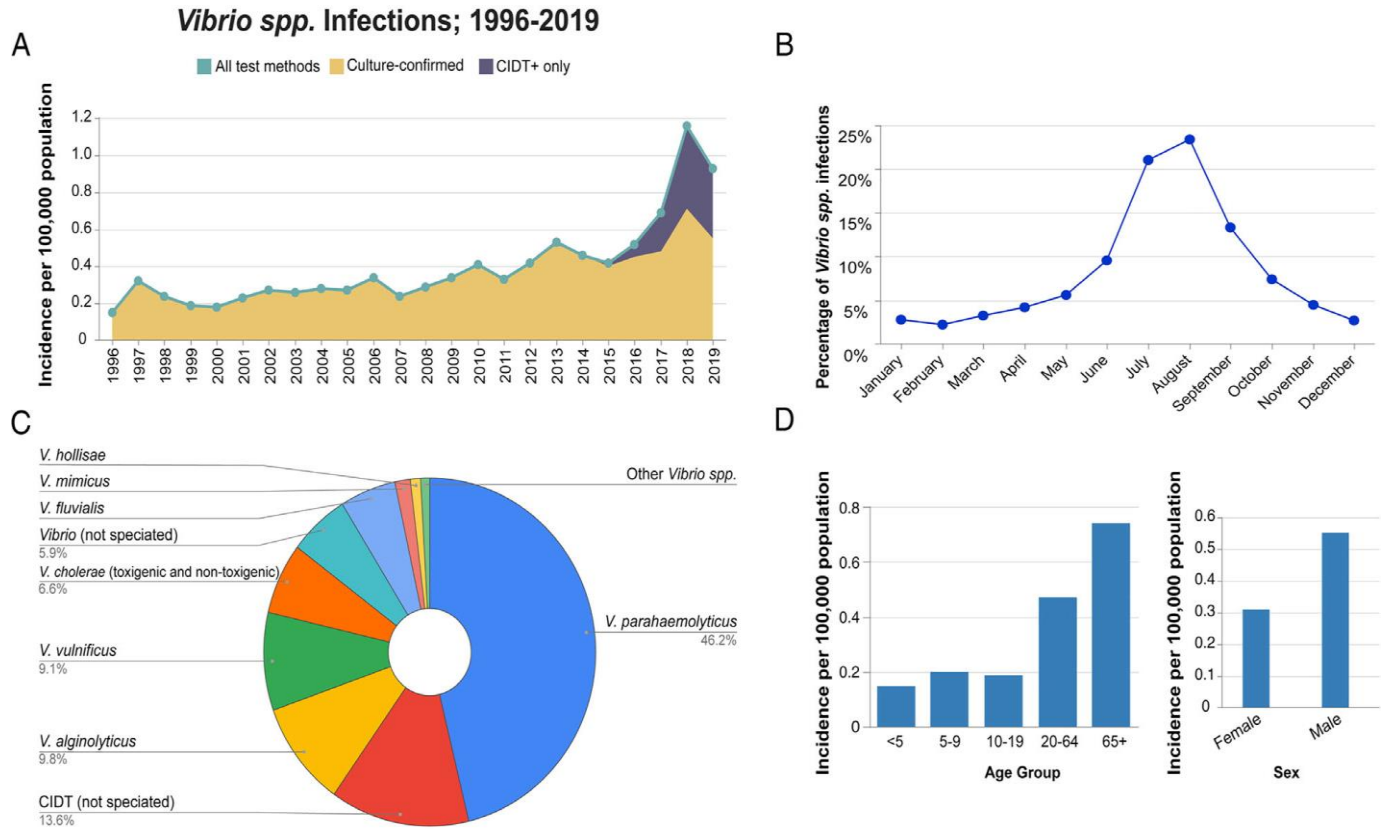 Vibrio spp. Infections; 1996-2019
A
All test methods
Culture-confirmed
CIDT+ only
Incidence per 100,000 population
1.2
1.0
0.8
0.6
0.4
0.2
0
1996
1997
1998
1999
2000
2001
2002
2003
2004
2005
2006
2007
2008
2009
2010
2011
2012
2013
2014
2015
2016
2017
2018
2019
B
Percentage of Vibrio spp. infections
25%
20%
15%
10%
5%
0%
January
February
March
April
May
June
July
August
September
October
November
December
C
V. hollisae
V. mimicus
V. fluvialis
Vibrio (not speciated)
5.9%
V. cholerae (toxigenic and non-toxigenic)
6.6%
V. vulnificus
9.1%
V. alginolyticus
9.8%
CIDT (not speciated)
13.6%
Other Vibrio spp.
V. parahaemolyticus
46.2%
D
Incidence per 100,000 population
0.8
0.6
0.4
0.2
0
<5
5-9
10-19
20-64
65+
Age Group
Incidence per 100,000 population
0.6
0.5
0.4
0.3
0.2
0.1
0
Female
Male
Sex